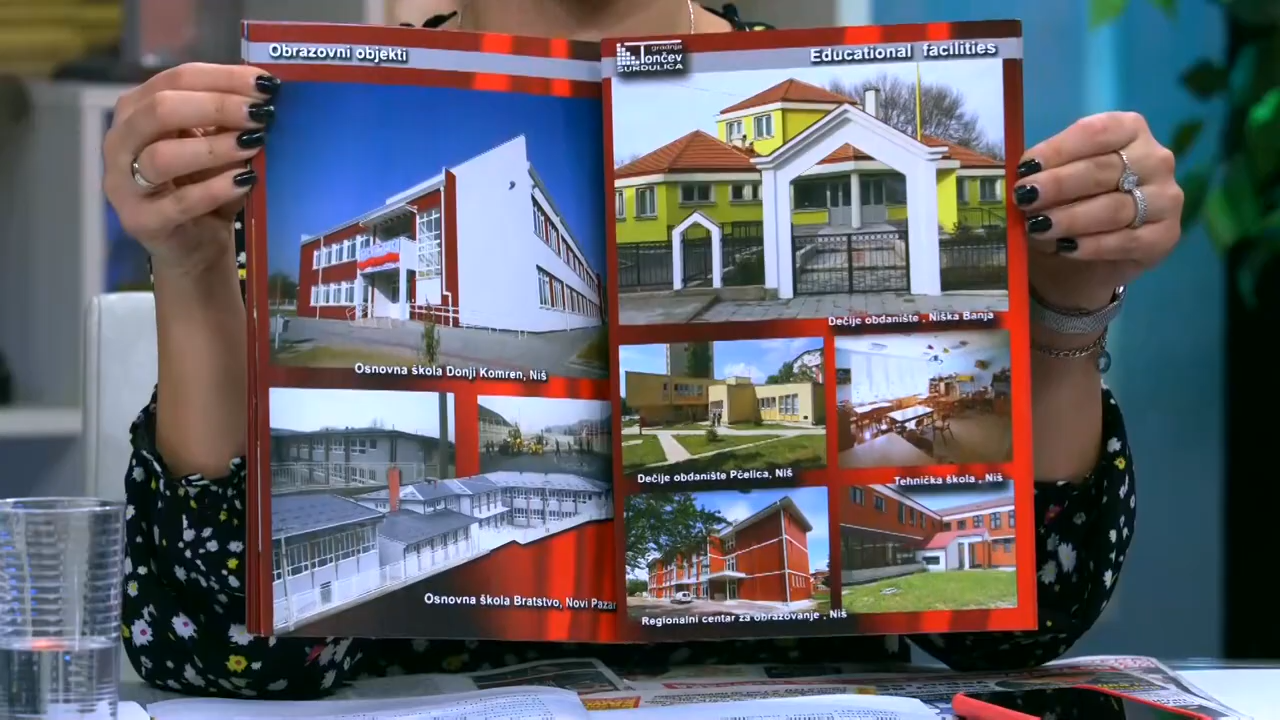 Obrazovni objekti
gradnja
Tončev
SURDULICA
Educational facilities
Osnovna škola Donji Komren, Niš
Osnovna škola Bratstvo, Novi Pazar
Dečije obdanište , Niška Banja
Dečije obdanište Pčelica, Niš
Tehnička škola , Niš
Regionalni centar za obrazovanje , Niš